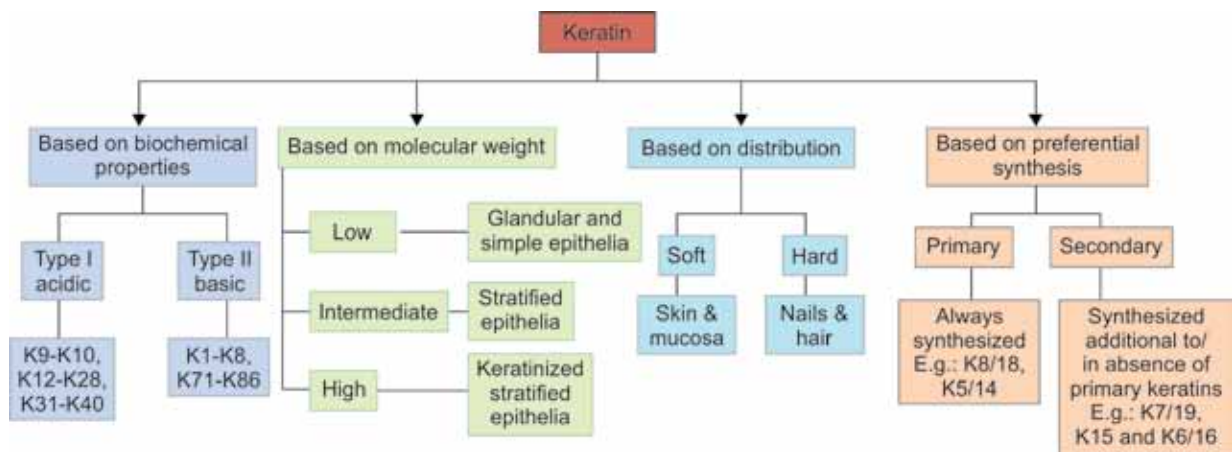 Keratin
Based on biochemical
properties
Type I
acidic
Type II
basic
K9-K10,
K12-K28,
K31-K40
K1-K8,
K71-K86
Based on molecular weight
Low
Glandular and
simple epithelia
Intermediate
Stratified
epithelia
High
Keratinized
stratified
epithelia
Based on distribution
Soft
Hard
Skin &
mucosa
Nails &
hair
Based on preferential
synthesis
Primary
Secondary
Always
synthesized
E.g.: K8/18,
K5/14
Synthesized
additional to/
in absence of
primary keratins
E.g.: K7/19,
K15 and K6/16